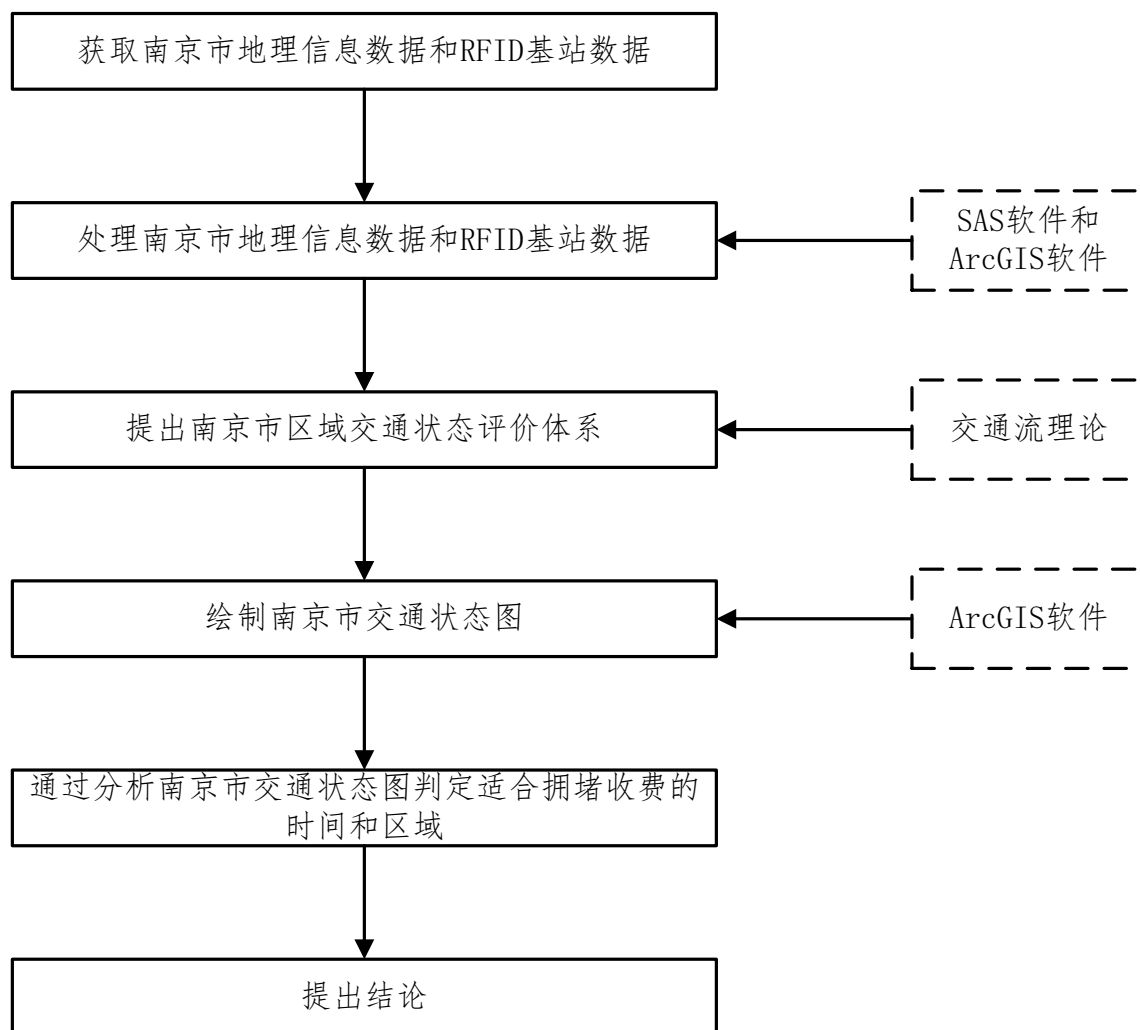 获取南京市地理信息数据和RFID基站数据
处理南京市地理信息数据和RFID基站数据
SAS软件和
ArcGIS软件
提出南京市区域交通状态评价体系
交通流理论
绘制南京市交通状态图
ArcGIS软件
通过分析南京市交通状态图判定适合拥堵收费的
时间和区域
提出结论